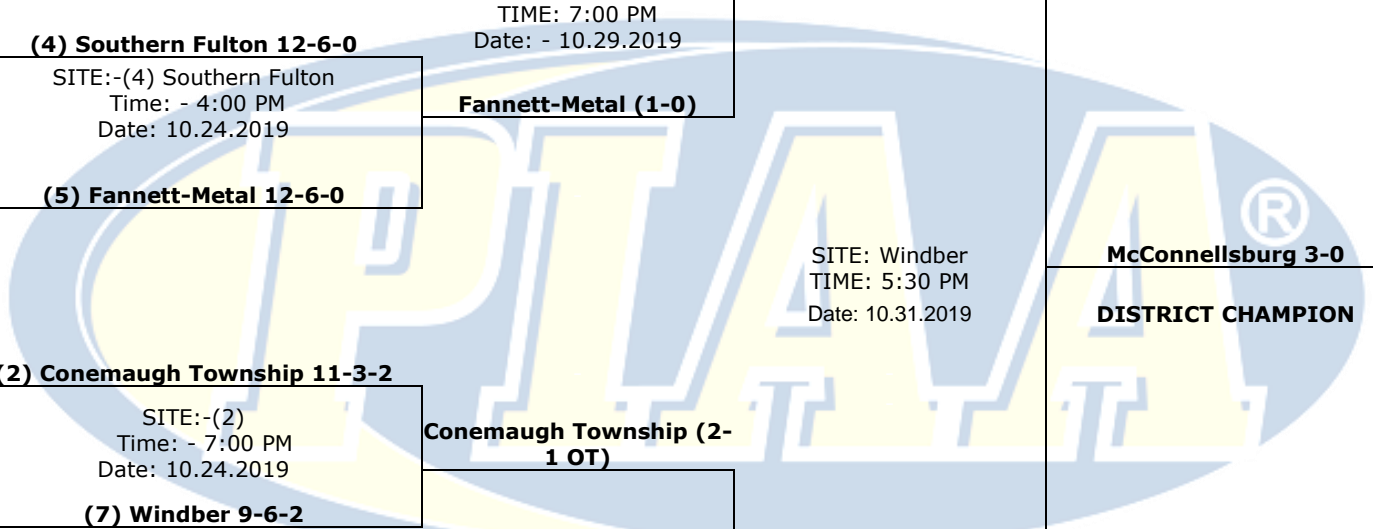 TIME: 7:00 PM
Date: - 10.29.2019
(4) Southern Fulton 12-6-0
SITE:-(4) Southern Fulton
Time: - 4:00 PM
Date: 10.24.2019
Fannett-Metal (1-0)
(5) Fannett-Metal 12-6-0
SITE: Windber
TIME: 5:30 PM
Date: 10.31.2019
McConnellsburg 3-0
DISTRICT CHAMPION
(2) Conemaugh Township 11-3-2
SITE:-(2)
Time: - 7:00 PM
Date: 10.24.2019
Conemaugh Township (2-
1 OT)
(7) Windber 9-6-2
PIAA®